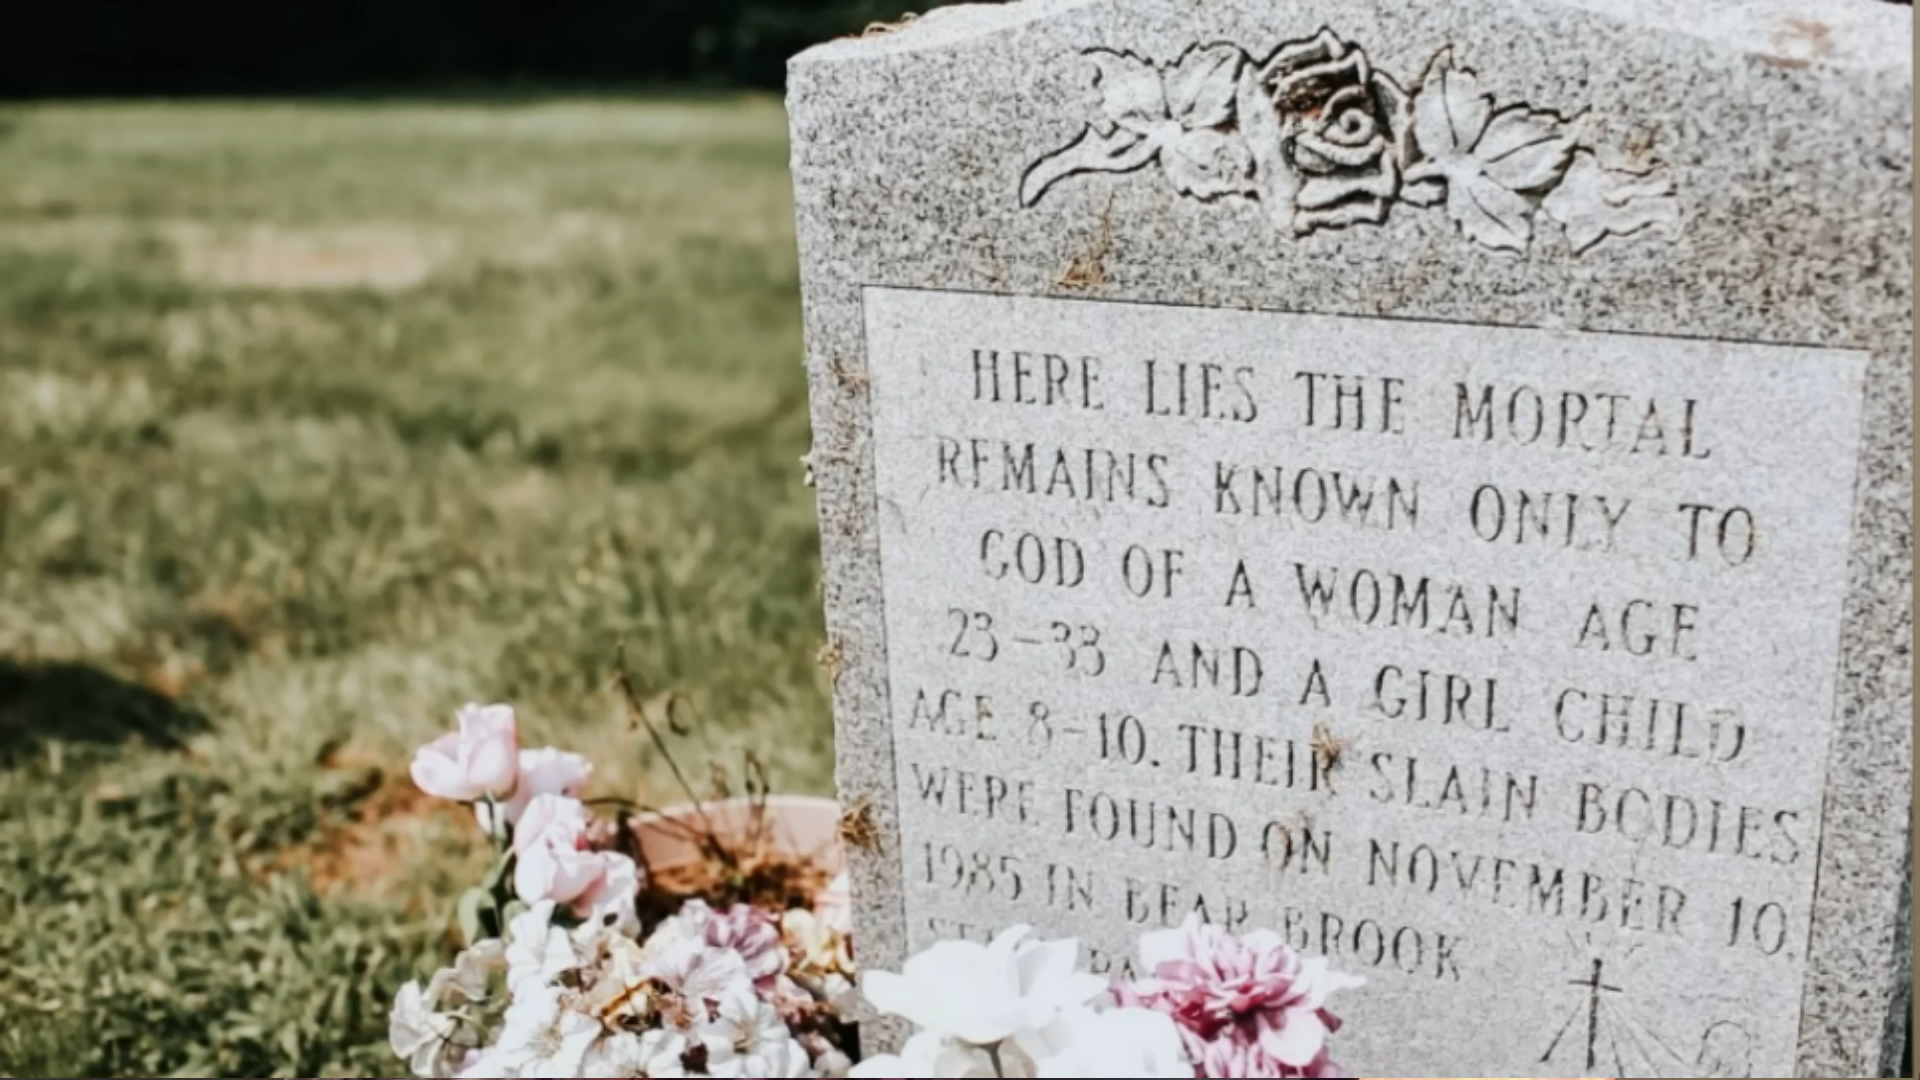 HERE LIES THE MORTAL
REMAINS KNOWN ONLY TO
GOD OF A WOMAN AGE
23-33 AND A GIRL CHILD
AGE 8-10. THEIR SLAIN BODIES
WERE FOUND ON NOVEMBER 10,
1985 IN BEAR BROOK